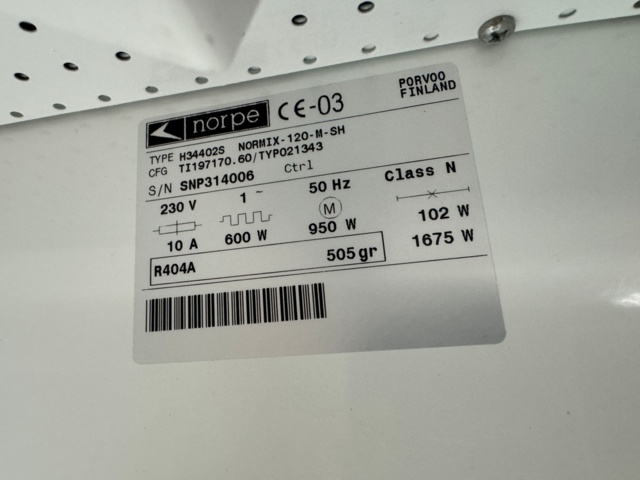 norpe CE-03 PORVOO
FINLAND
TYPE H34402S NORMIX-120-M-SH
CFG TI197170.60/TYP021343
S/N SNP314006 Ctrl
230 V 1 ~ 50 Hz Class N
M
10 A 600 W 950 W 102 W
1675 W
R404A 505gr